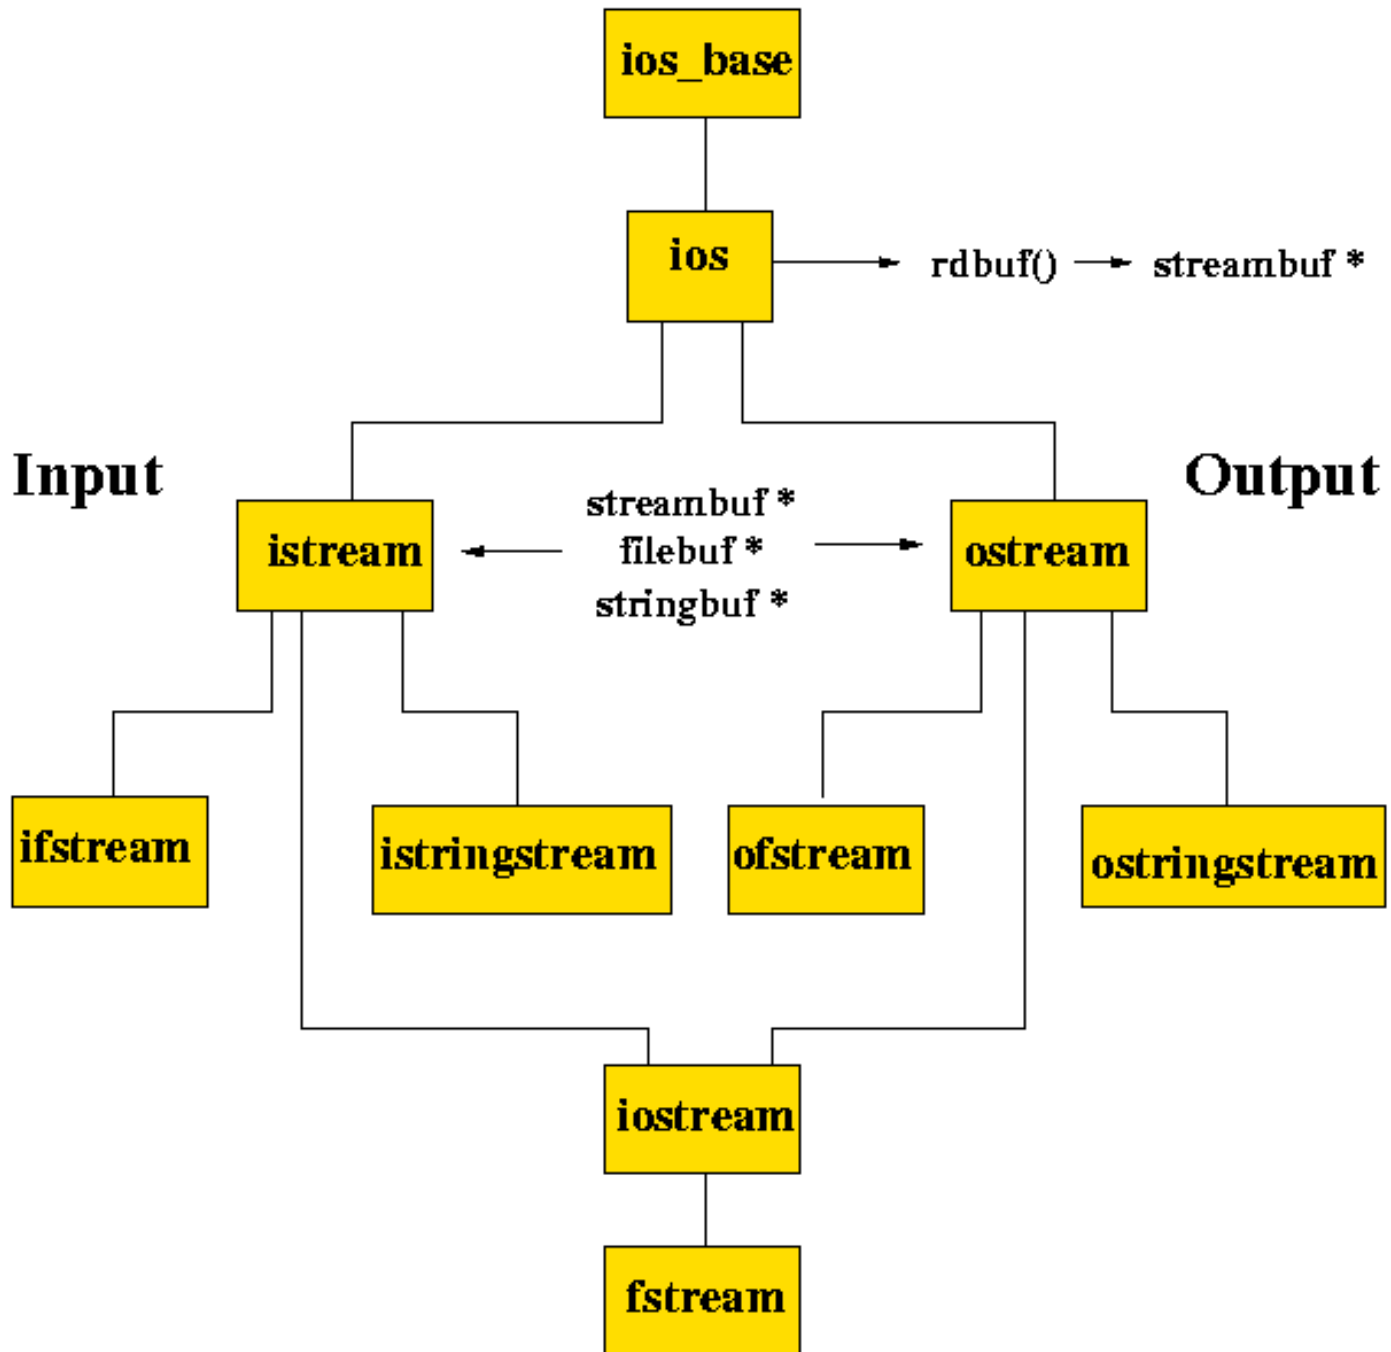 ios_base
ios
rdbuf()
streambuf *
Input
Output
streambuf *
istream
filebuf *
ostream
stringbuf *
ifstream
istringstream
ofstream
ostringstream
iostream
fstream